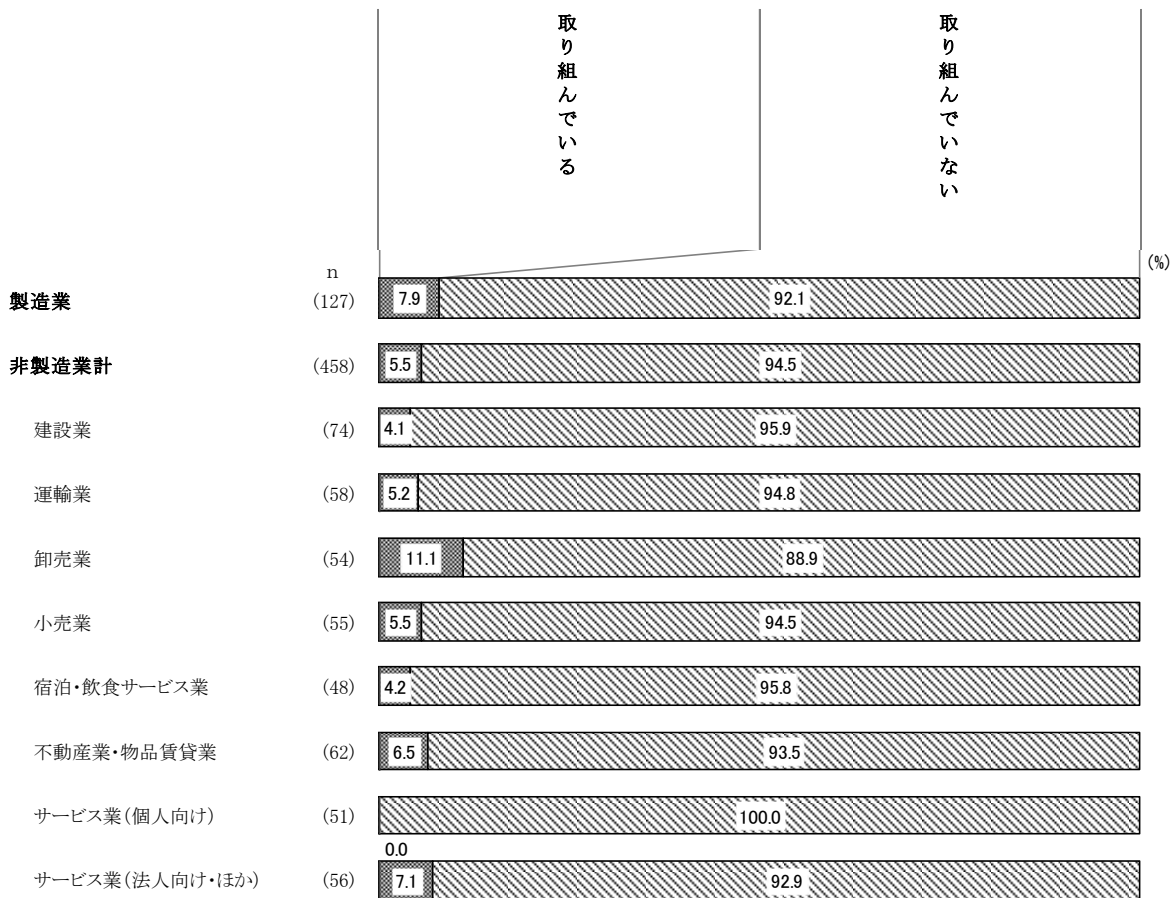 取り組んでいる
取り組んでいない
(%)
n
製造業 (127) 7.9 92.1
非製造業計 (458) 5.5 94.5
建設業 (74) 4.1 95.9
運輸業 (58) 5.2 94.8
卸売業 (54) 11.1 88.9
小売業 (55) 5.5 94.5
宿泊・飲食サービス業 (48) 4.2 95.8
不動産業・物品賃貸業 (62) 6.5 93.5
サービス業(個人向け) (51) 100.0
0.0
サービス業(法人向け・ほか) (56) 7.1 92.9